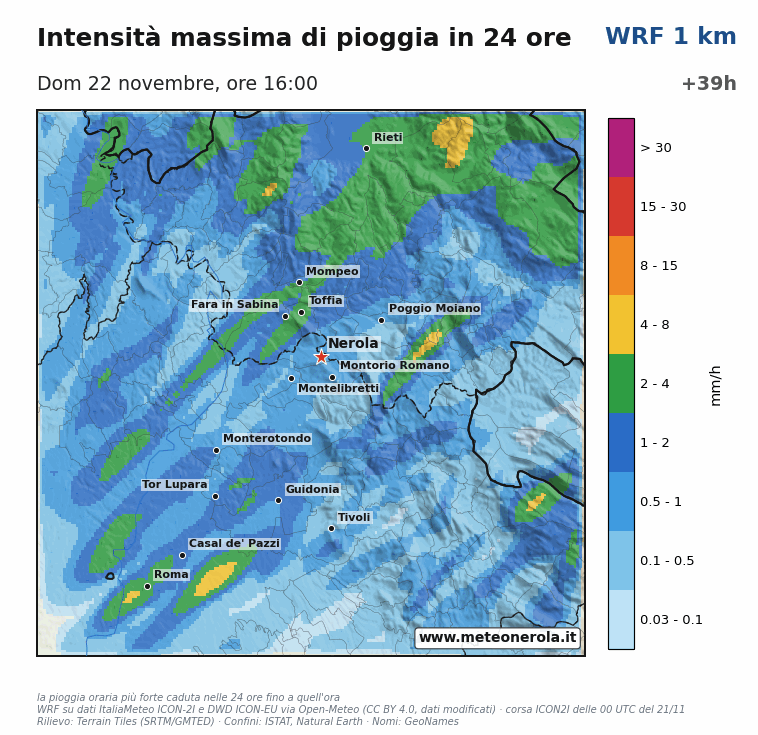 Intensità massima di pioggia in 24 ore
WRF 1 km
Dom 22 novembre, ore 16:00
+39h
Rieti
Mompeo
Fara in Sabina
Toffia
Poggio Moiano
Nerola
Montorio Romano
Montelibretti
Monterotondo
Tor Lupara
Guidonia
Tivoli
Casal de' Pazzi
Roma
www.meteonerola.it
> 30
15 - 30
8 - 15
4 - 8
2 - 4
1 - 2
0.5 - 1
0.1 - 0.5
0.03 - 0.1
mm/h
la pioggia oraria più forte caduta nelle 24 ore fino a quell'ora
WRF su dati ItaliaMeteo ICON-2I e DWD ICON-EU via Open-Meteo (CC BY 4.0, dati modificati) · corsa ICON2I delle 00 UTC del 21/11
Rilievo: Terrain Tiles (SRTM/GMTED) · Confini: ISTAT, Natural Earth · Nomi: GeoNames